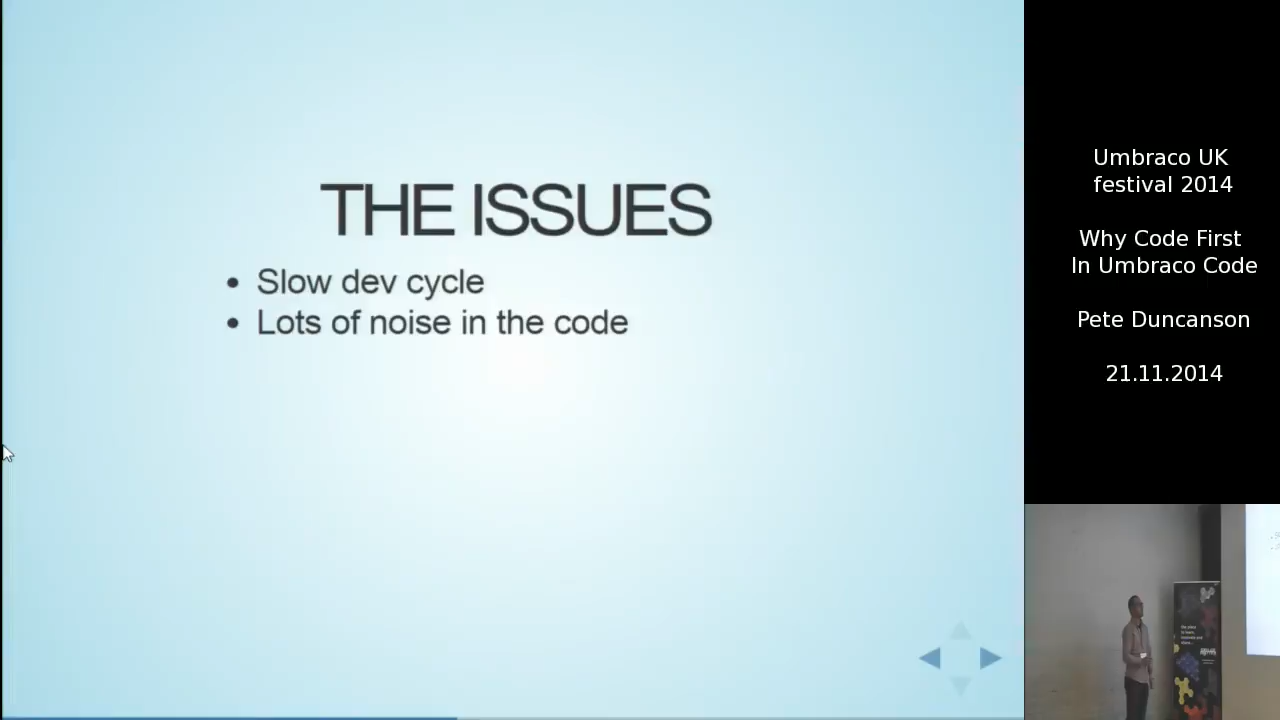 THE ISSUES
• Slow dev cycle
• Lots of noise in the code
Umbraco UK
festival 2014
Why Code First
In Umbraco Code
Pete Duncanson
21.11.2014